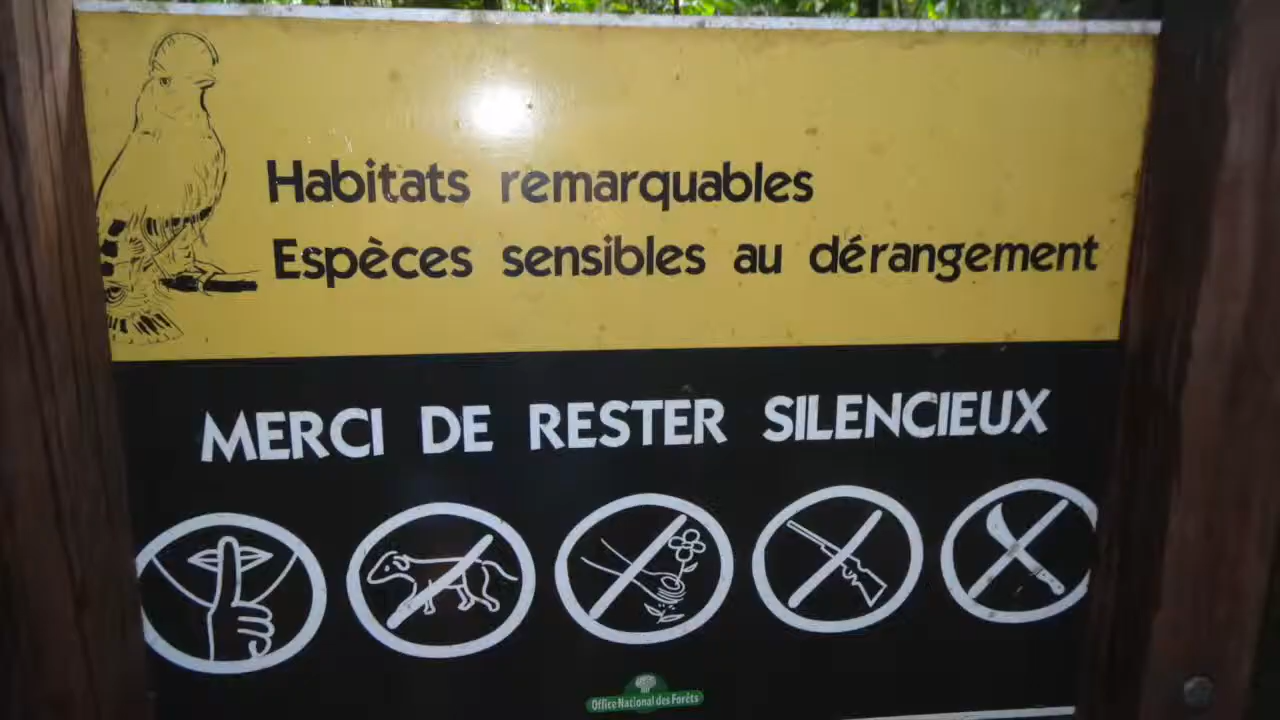 Habitats remarquables
Espèces sensibles au dérangement
MERCI DE RESTER SILENCIEUX
Office National des Forêts